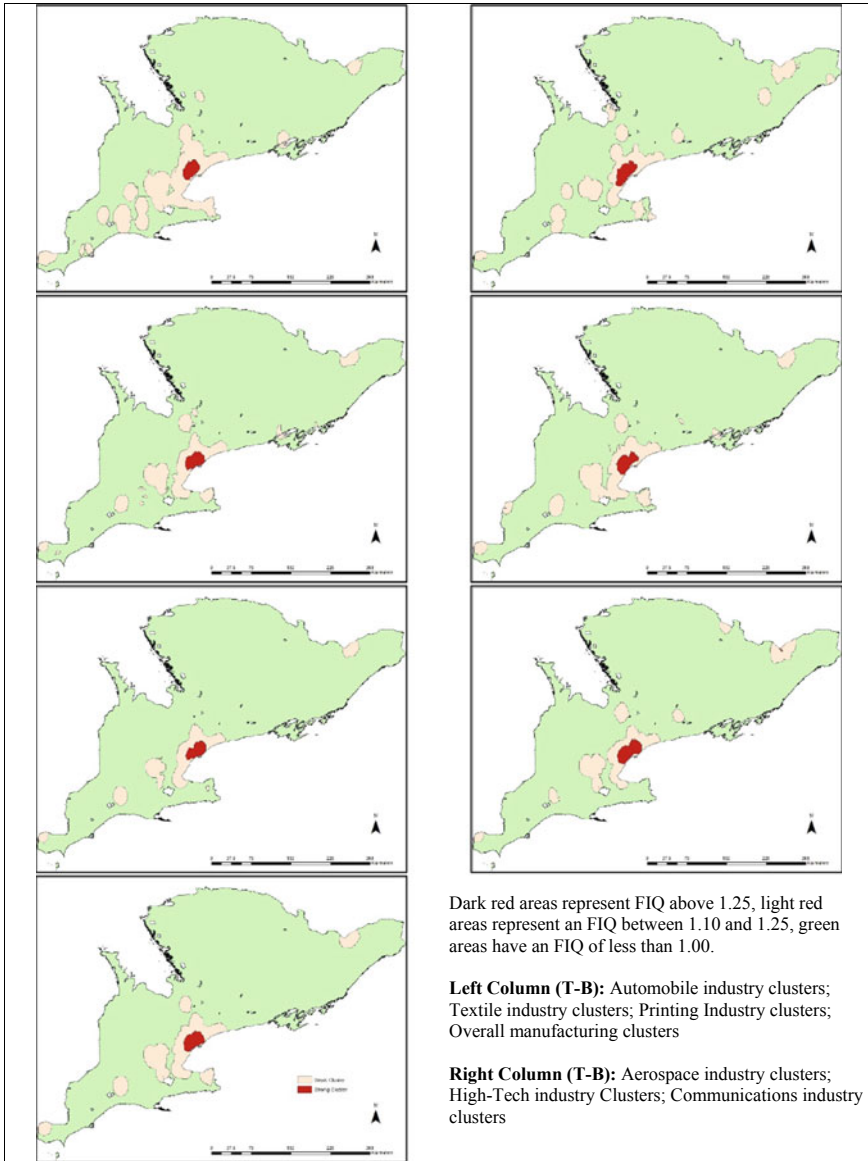 N
N
N
N
N
N
N
Strong Cluster
Dark red areas represent FIQ above 1.25, light red
areas represent an FIQ between 1.10 and 1.25, green
areas have an FIQ of less than 1.00.
Left Column (T-B): Automobile industry clusters;
Textile industry clusters; Printing Industry clusters;
Overall manufacturing clusters
Right Column (T-B): Aerospace industry clusters;
High-Tech industry Clusters; Communications industry
clusters